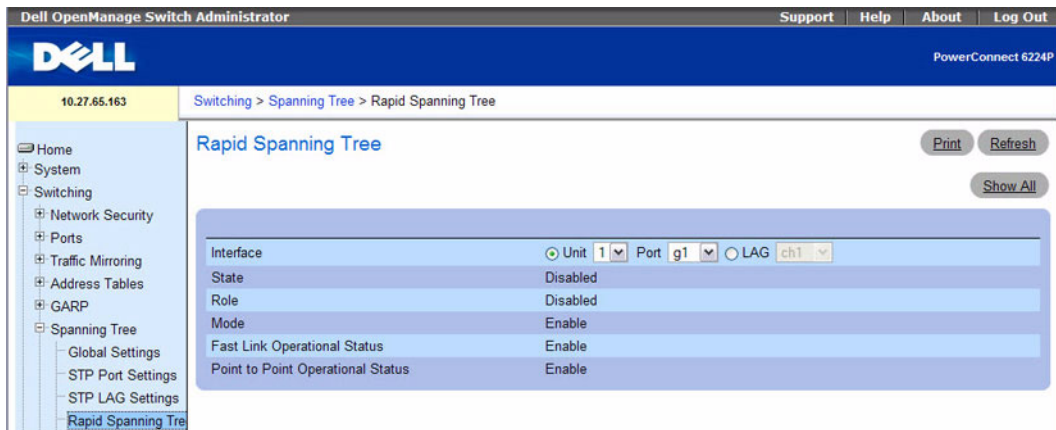 Dell OpenManage Switch Administrator
Support | Help | About | Log Out
DELL
PowerConnect 6224P
10.27.65.163
Switching > Spanning Tree > Rapid Spanning Tree
Home
System
Switching
Network Security
Ports
Traffic Mirroring
Address Tables
GARP
Spanning Tree
Global Settings
STP Port Settings
STP LAG Settings
Rapid Spanning Tre
Rapid Spanning Tree
Print Refresh
Show All
Interface Unit 1 Port g1 LAG ch1
State Disabled
Role Disabled
Mode Enable
Fast Link Operational Status Enable
Point to Point Operational Status Enable